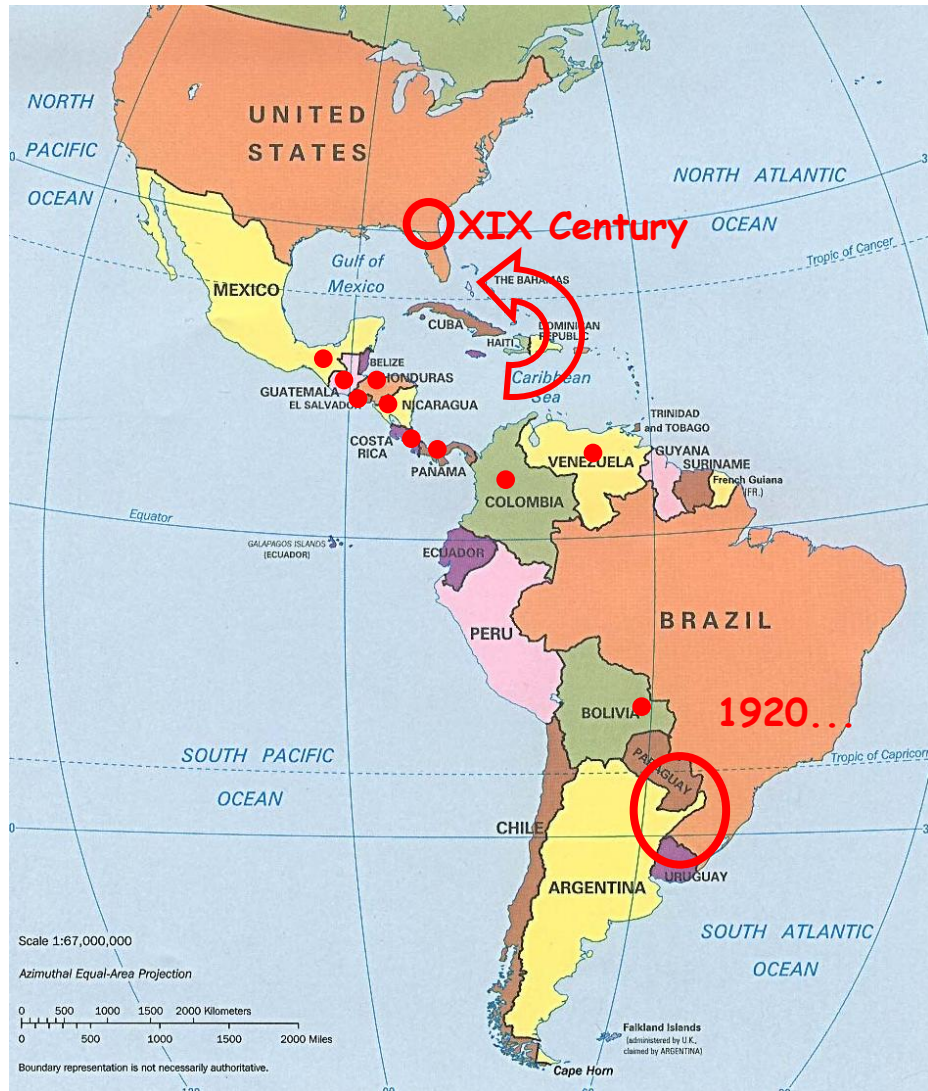 NORTH
PACIFIC
OCEAN
UNITED
STATES
NORTH ATLANTIC
OCEAN
XIX Century
Tropic of Cancer
Gulf of
Mexico
MEXICO
THE BAHAMAS
CUBA
HAITI
DOMINICAN
REPUBLIC
BELIZE
HONDURAS
GUATEMALA
EL SALVADOR
NICARAGUA
Caribbean
Sea
COSTA
RICA
PANAMA
TRINIDAD
and TOBAGO
VENEZUELA
GUYANA
SURINAME
French Guiana
(FR.)
COLOMBIA
Equator
GALAPAGOS ISLANDS
(ECUADOR)
ECUADOR
PERU
BRAZIL
BOLIVIA
1920...
PARAGUAY
Tropic of Capricorn
SOUTH PACIFIC
OCEAN
CHILE
ARGENTINA
URUGUAY
SOUTH ATLANTIC
OCEAN
Scale 1:67,000,000
Azimuthal Equal-Area Projection
0 500 1000 1500 2000 Kilometers
0 500 1000 1500 2000 Miles
Boundary representation is not necessarily authoritative.
Falkland Islands
(administered by U.K.,
claimed by ARGENTINA)
Cape Horn